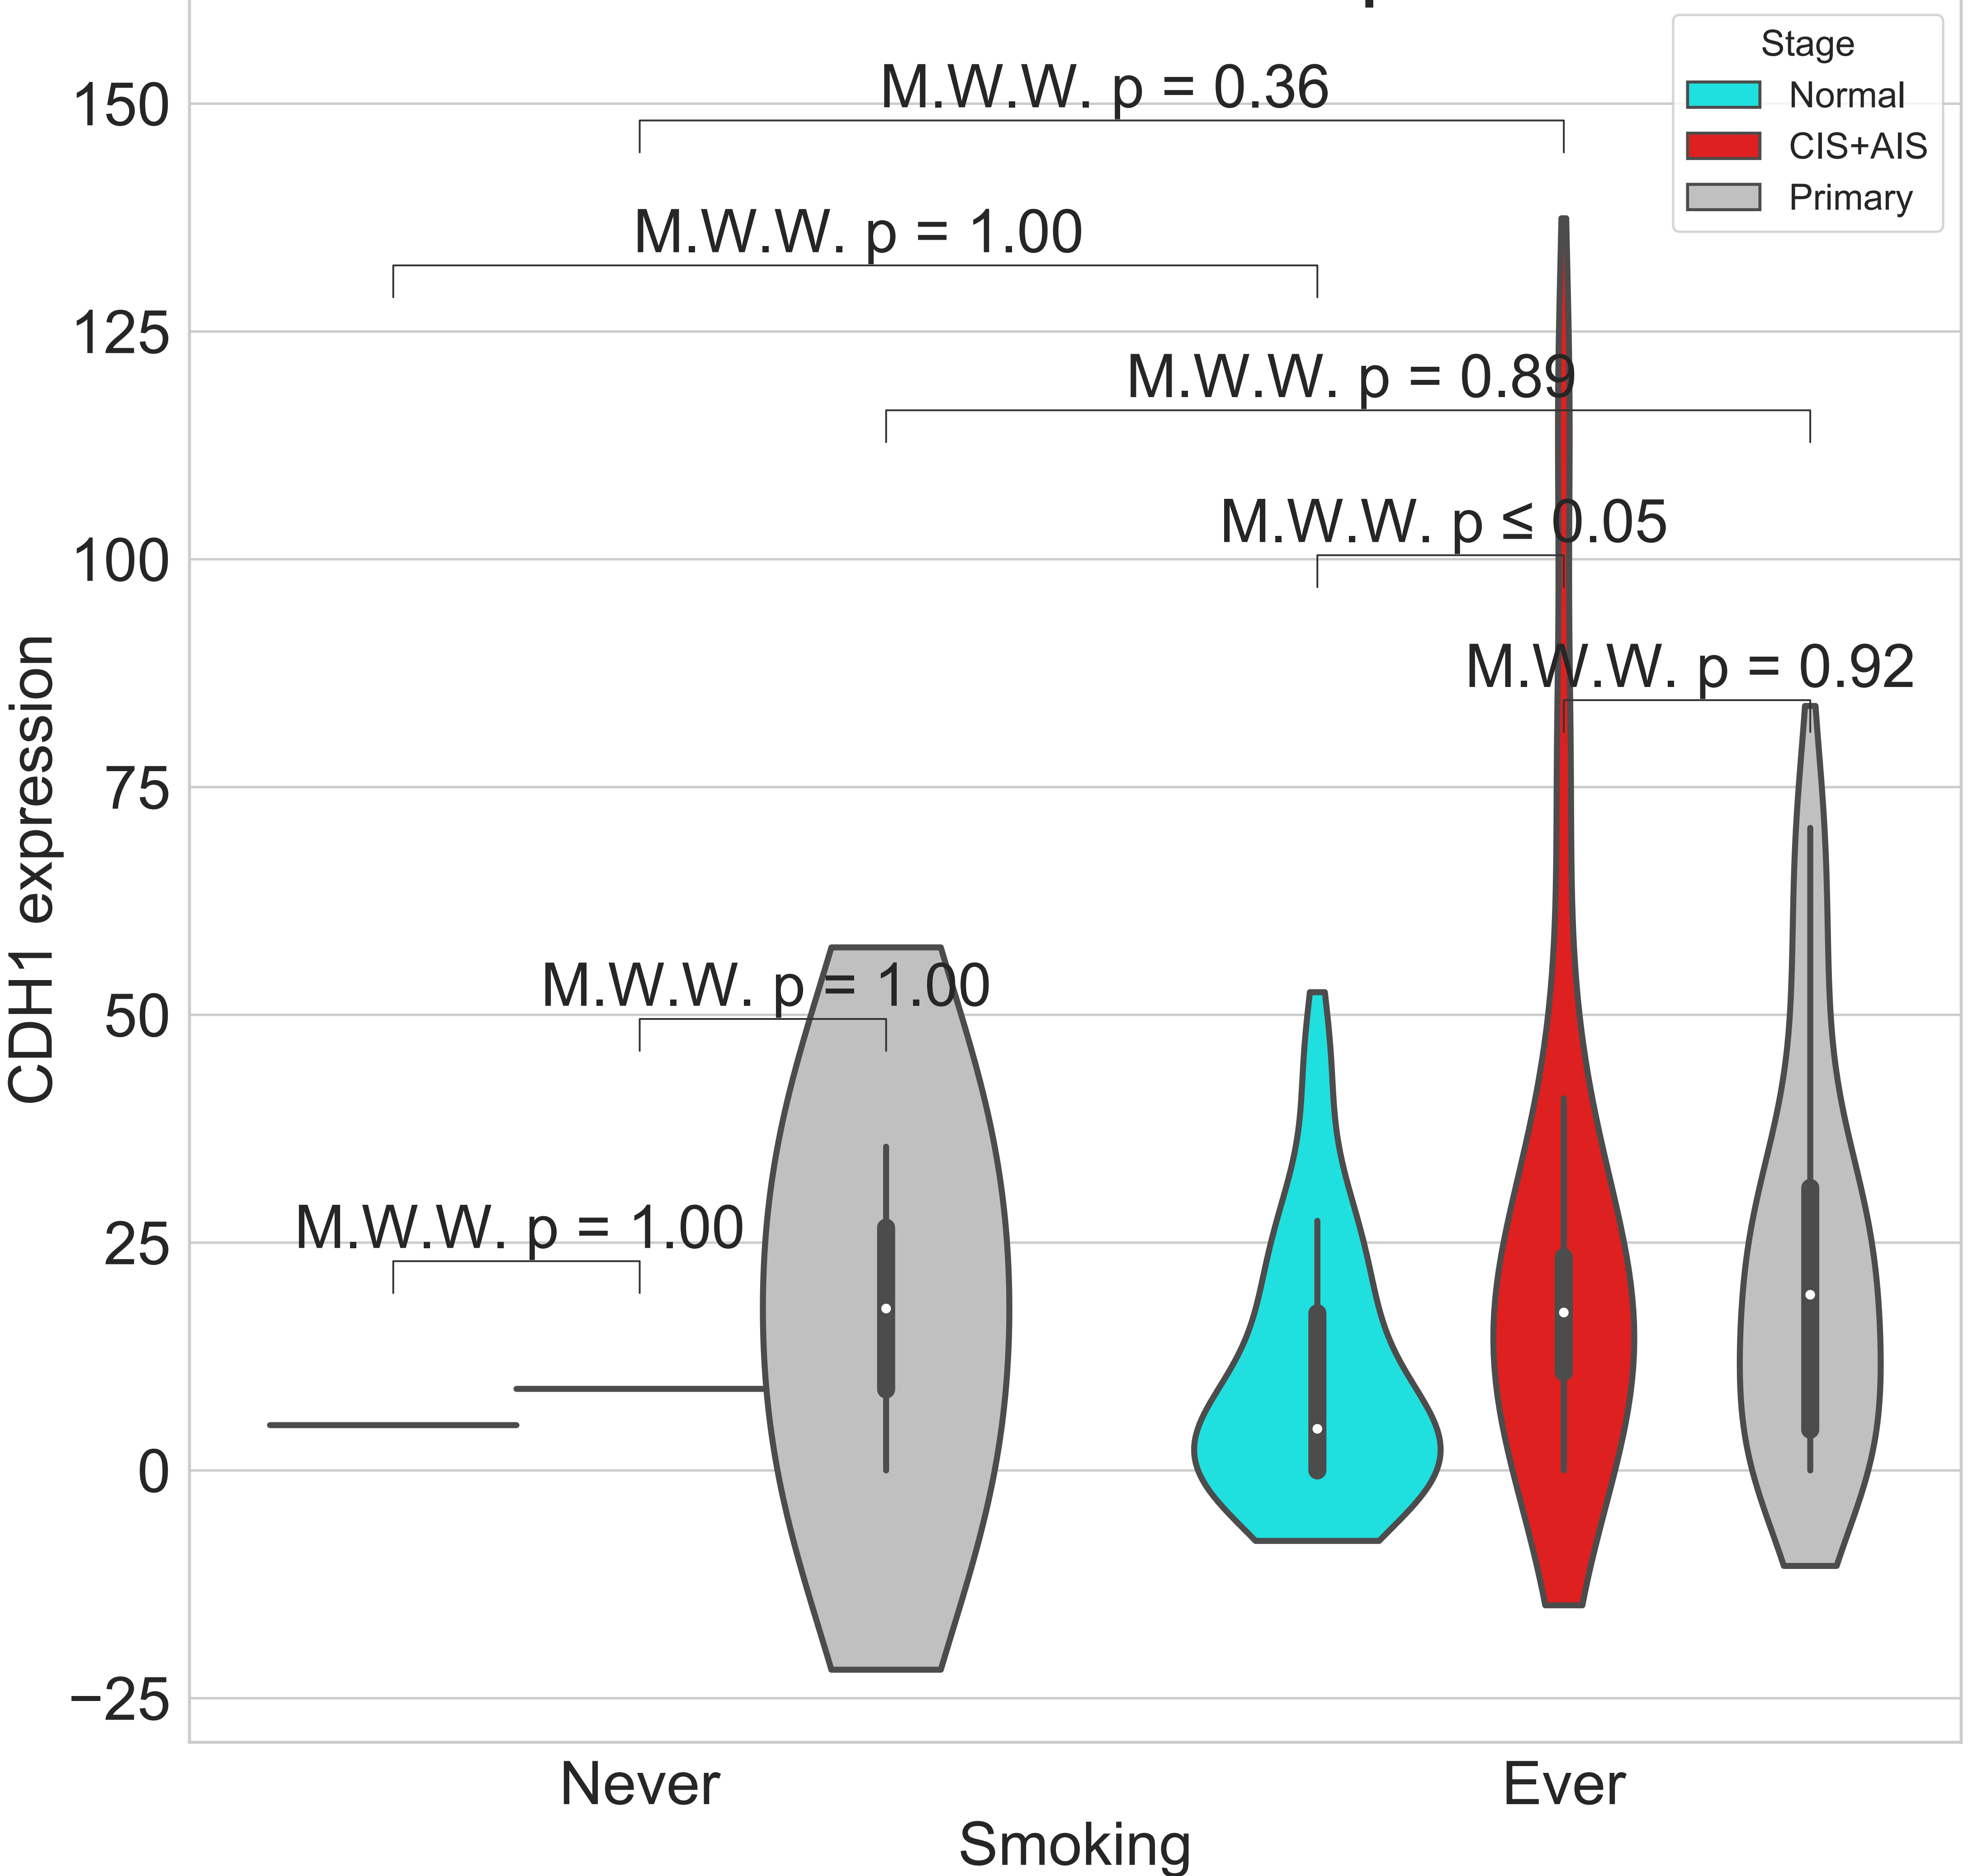 Stage
Normal
CIS+AIS
Primary
150
125
100
75
50
25
0
−25
CDH1 expression
M.W.W. p = 0.36
M.W.W. p = 1.00
M.W.W. p = 0.89
M.W.W. p ≤ 0.05
M.W.W. p = 0.92
M.W.W. p = 1.00
M.W.W. p = 1.00
Never
Ever
Smoking